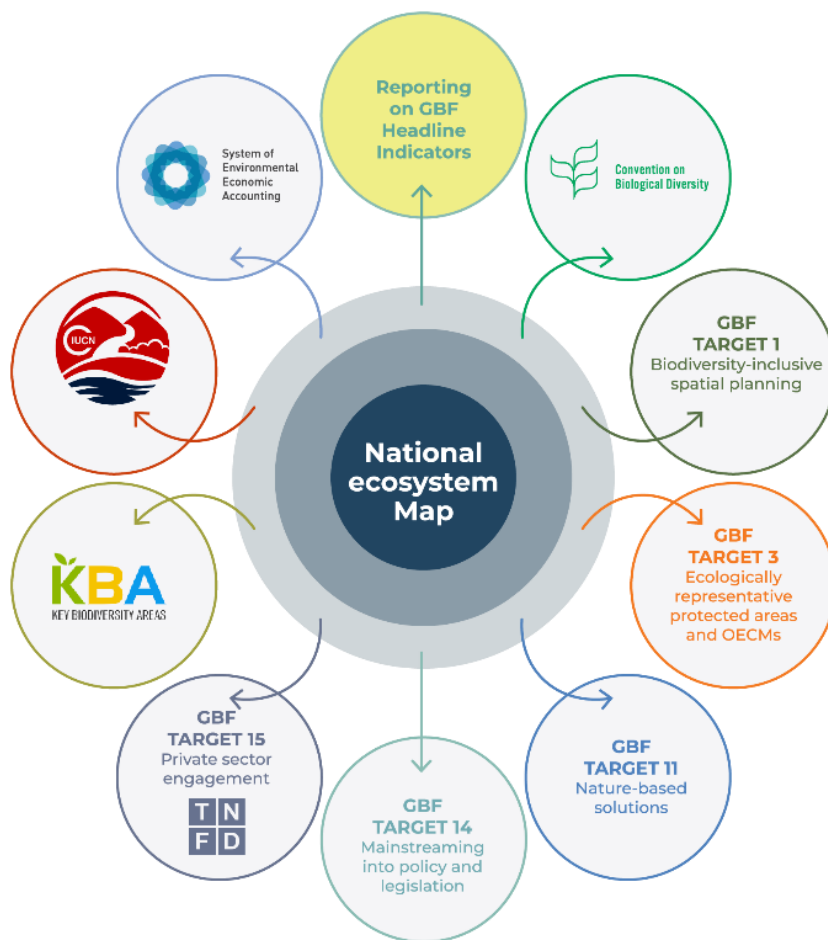 Reporting
on GBF
Headline
Indicators
System of
Environmental
Economic
Accounting
Convention on
Biological Diversity
IUCN
GBF
TARGET 1
Biodiversity-inclusive
spatial planning
National
ecosystem
Map
KBA
KEY BIODIVERSITY AREAS
GBF
TARGET 3
Ecologically
representative
protected areas
and OECMs
GBF
TARGET 15
Private sector
engagement
TN
FD
GBF
TARGET 11
Nature-based
solutions
GBF
TARGET 14
Mainstreaming
into policy and
legislation